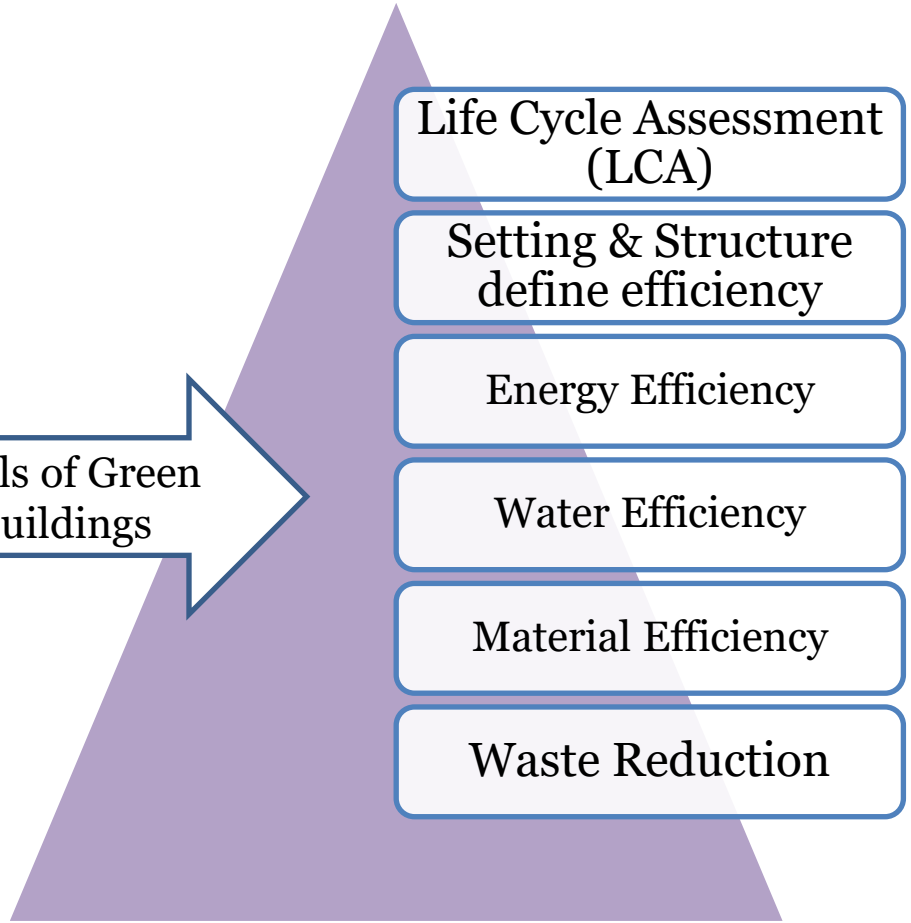 Life Cycle Assessment
(LCA)
Setting & Structure
define efficiency
Energy Efficiency
ls of Green
uildings
Water Efficiency
Material Efficiency
Waste Reduction